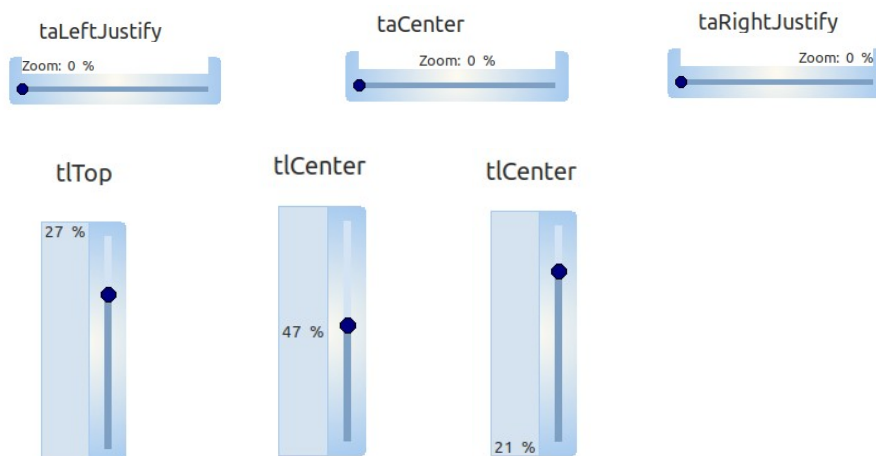 taLeftJustify
taCenter
taRightJustify
Zoom: 0 %
Zoom: 0 %
Zoom: 0 %
tlTop
tlCenter
tlCenter
27 %
47 %
21 %